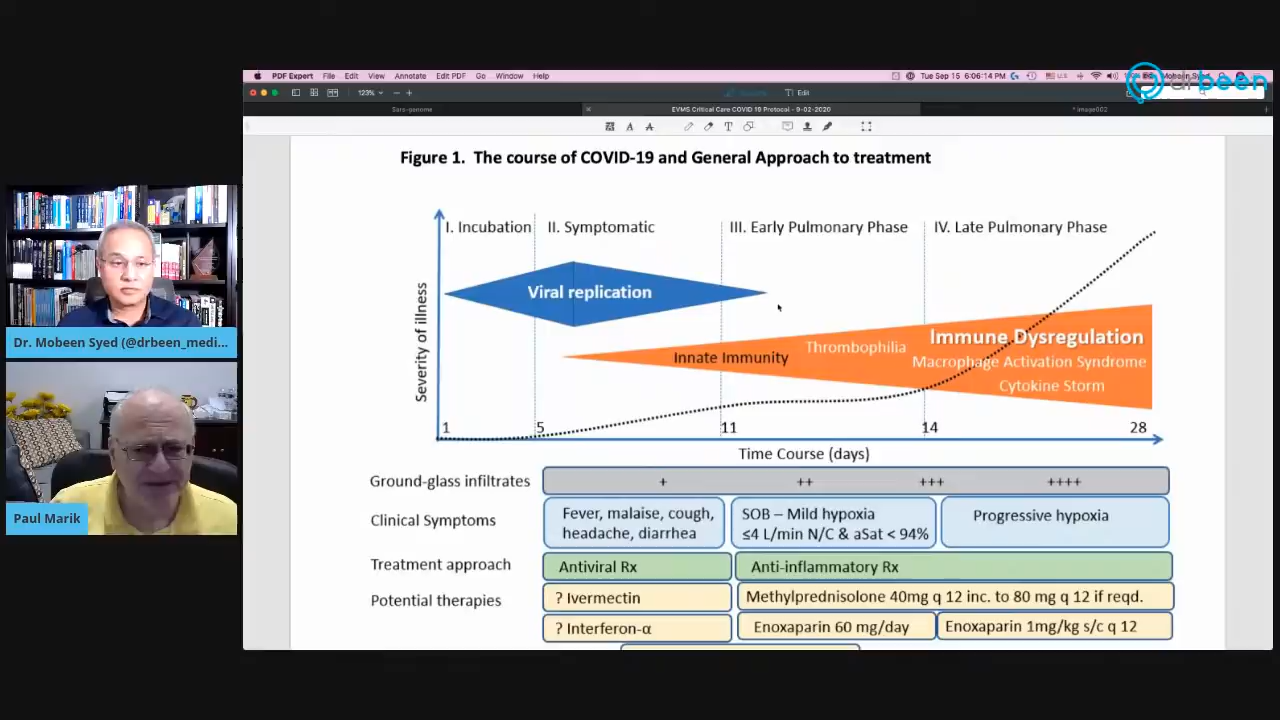 drbeen
PDF Expert File Edit View Annotate Edit PDF Go Window Help
Tue Sep 15 6:06:14 PM
Mobeen Syed
123%
Edit
Sars-genome
EVMS Critical Care COVID 19 Protocal - 9-02-2020
* image002
Figure 1. The course of COVID-19 and General Approach to treatment
I. Incubation
II. Symptomatic
III. Early Pulmonary Phase
IV. Late Pulmonary Phase
Severity of illness
Viral replication
Innate Immunity
Thrombophilia
Immune Dysregulation
Macrophage Activation Syndrome
Cytokine Storm
1 5 11 14 28
Time Course (days)
Ground-glass infiltrates + ++ +++ ++++
Clinical Symptoms
Fever, malaise, cough,
headache, diarrhea
SOB – Mild hypoxia
≤4 L/min N/C & aSat < 94%
Progressive hypoxia
Treatment approach
Antiviral Rx
Anti-inflammatory Rx
Potential therapies
? Ivermectin
Methylprednisolone 40mg q 12 inc. to 80 mg q 12 if reqd.
? Interferon-α
Enoxaparin 60 mg/day
Enoxaparin 1mg/kg s/c q 12
Dr. Mobeen Syed (@drbeen_medi...
Paul Marik